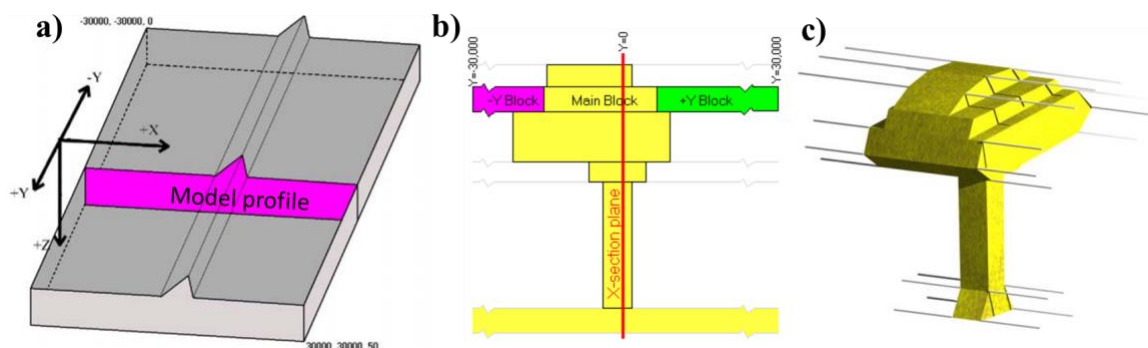 a)
-30000, -30000, 0
-Y
+X
+Y
+Z
Model profile
30000, 30000, 50
b)
Y=-30,000
Y=0
Y=30,000
-Y Block
Main Block
+Y Block
X-section plane
c)